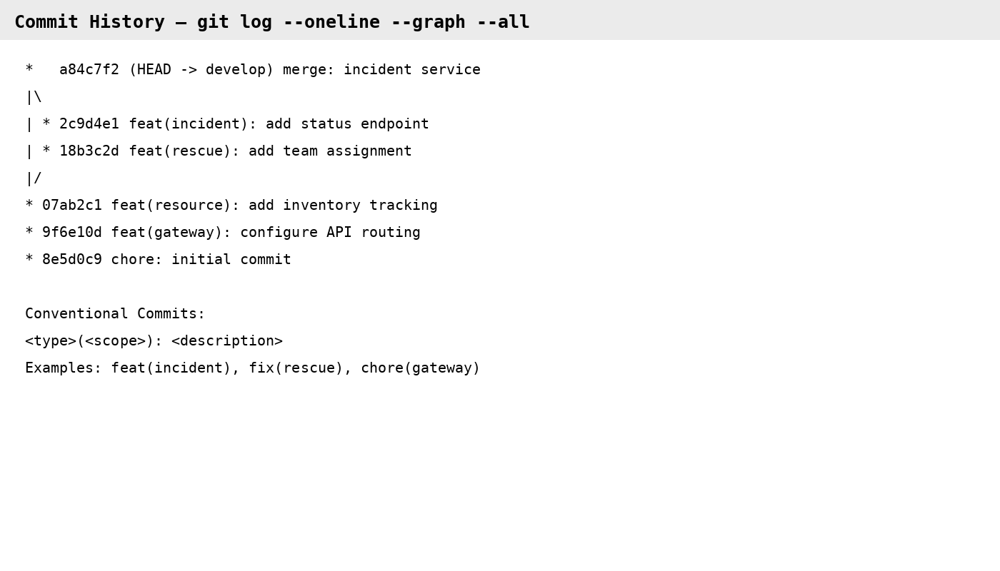 Commit History — git log --oneline --graph --all
*   a84c7f2 (HEAD -> develop) merge: incident service
|\
| * 2c9d4e1 feat(incident): add status endpoint
| * 18b3c2d feat(rescue): add team assignment
|/
* 07ab2c1 feat(resource): add inventory tracking
* 9f6e10d feat(gateway): configure API routing
* 8e5d0c9 chore: initial commit
Conventional Commits:
<type>(<scope>): <description>
Examples: feat(incident), fix(rescue), chore(gateway)